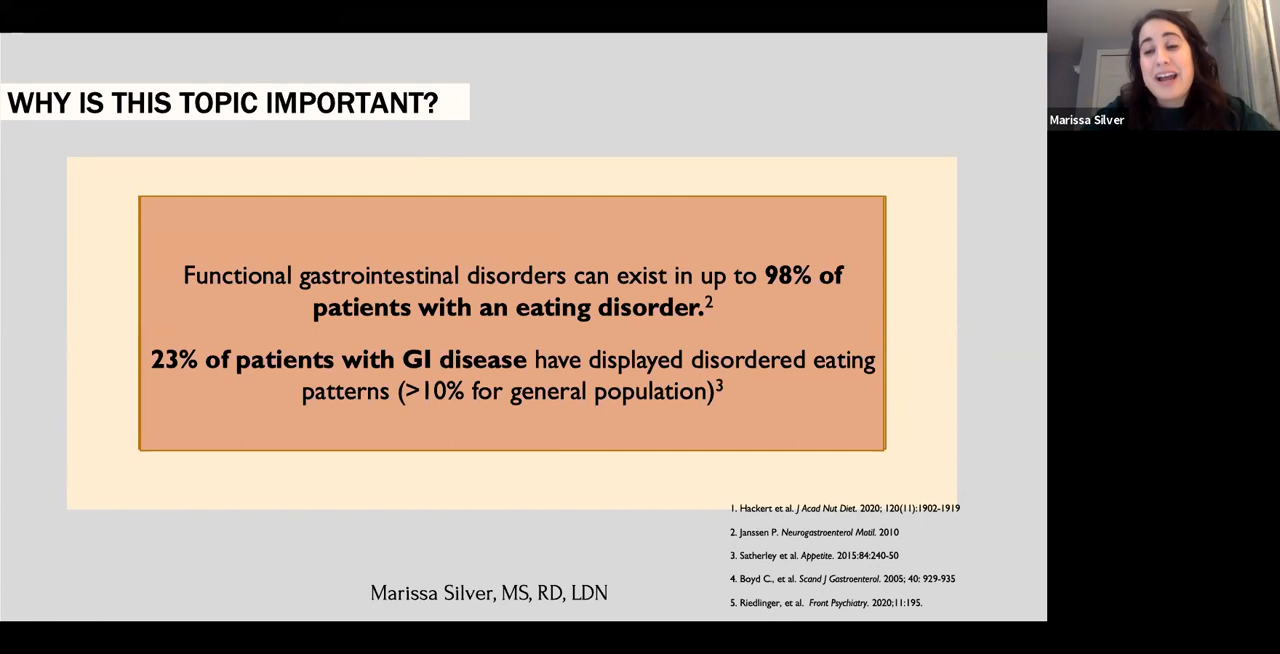 WHY IS THIS TOPIC IMPORTANT?
Marissa Silver
Functional gastrointestinal disorders can exist in up to 98% of
patients with an eating disorder.2
23% of patients with GI disease have displayed disordered eating
patterns (>10% for general population)3
1. Hackert et al. J Acad Nut Diet. 2020; 120(11):1902-1919
2. Janssen P. Neurogastroenterol Motil. 2010
3. Satherley et al. Appetite. 2015:84:240-50
4. Boyd C., et al. Scand J Gastroenterol. 2005; 40: 929-935
5. Riedlinger, et al. Front Psychiatry. 2020;11:195.
Marissa Silver, MS, RD, LDN